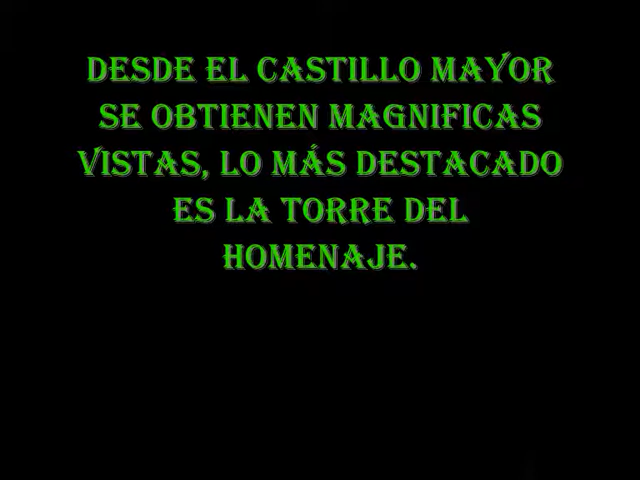 DESDE EL CASTILLO MAYOR
SE OBTIENEN MAGNIFICAS
VISTAS, LO MÁS DESTACADO
ES LA TORRE DEL
HOMENAJE.